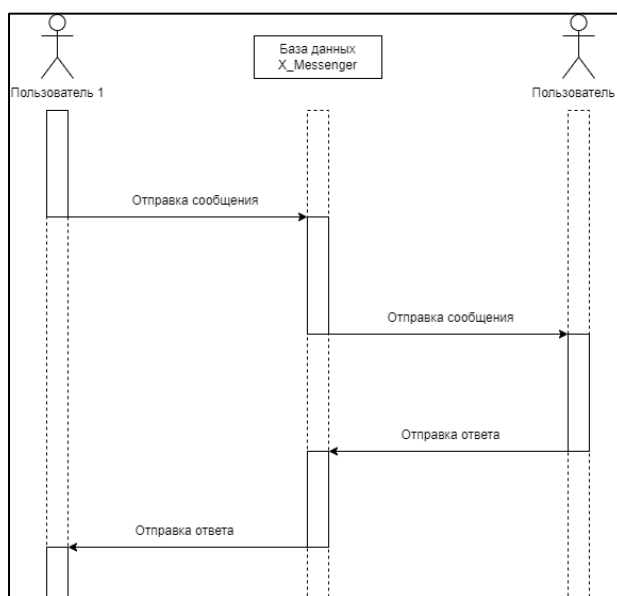 База данных
X_Messenger
Пользователь 1
Пользователь
Отправка сообщения
Отправка сообщения
Отправка ответа
Отправка ответа